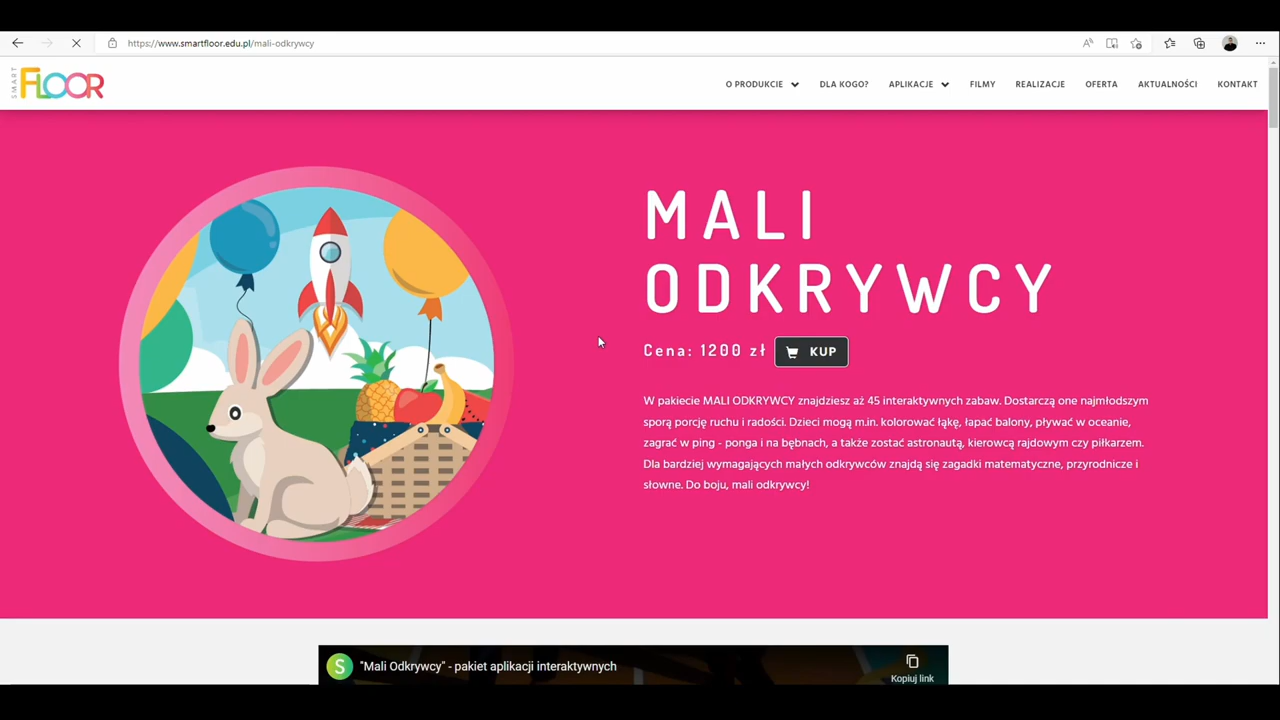 https://www.smartfloor.edu.pl/mali-odkrywcy
SMART FLOOR
O PRODUKCIE
DLA KOGO?
APLIKACJE
FILMY
REALIZACJE
OFERTA
AKTUALNOŚCI
KONTAKT
MALI
ODKRYWCY
Cena: 1200 zł
KUP
W pakiecie MALI ODKRYWCY znajdziesz aż 45 interaktywnych zabaw. Dostarczą one najmłodszym
sporą porcję ruchu i radości. Dzieci mogą m.in. kolorować łąkę, łapać balony, pływać w oceanie,
zagrać w ping - ponga i na bębnach, a także zostać astronautą, kierowcą rajdowym czy piłkarzem.
Dla bardziej wymagających małych odkrywców znajdą się zagadki matematyczne, przyrodnicze i
słowne. Do boju, mali odkrywcy!
S
"Mali Odkrywcy" - pakiet aplikacji interaktywnych
Kopiuj link